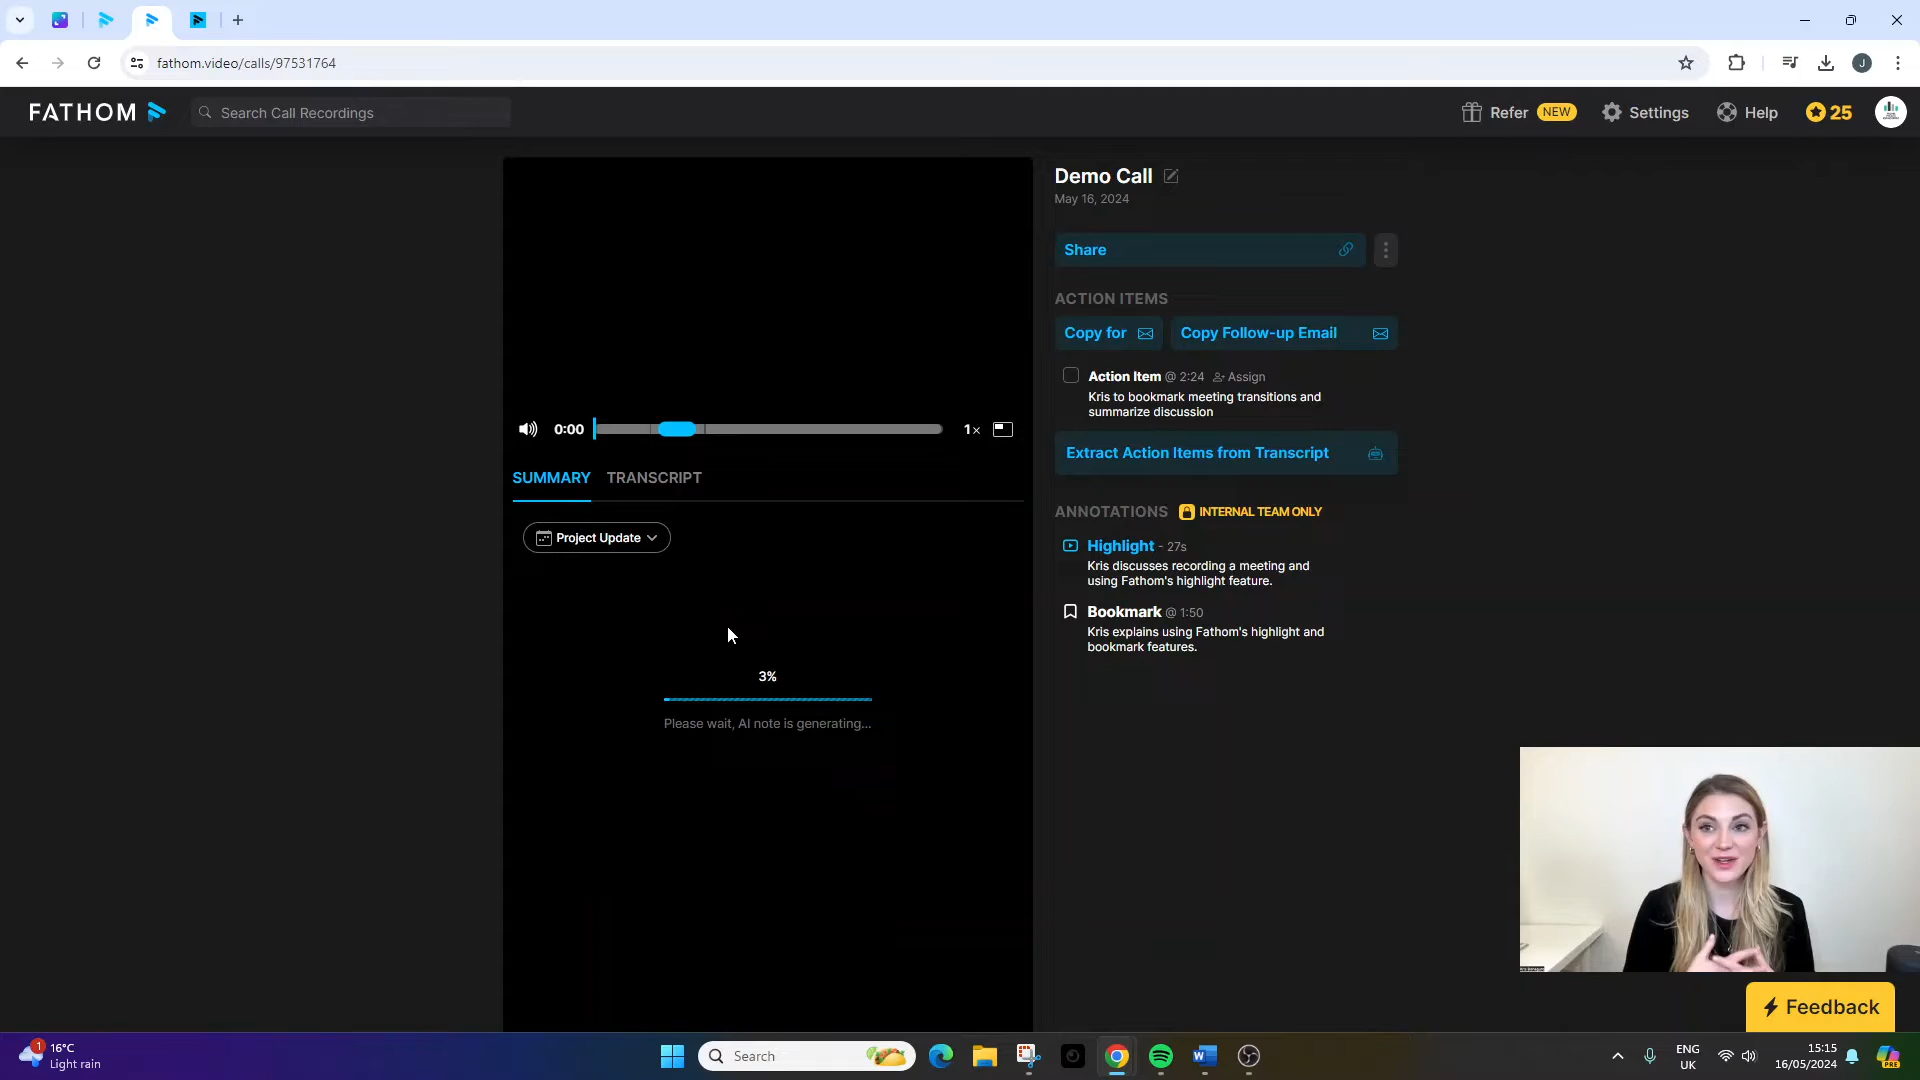 fathom.video/calls/97531764
FATHOM
Search Call Recordings
Refer NEW
Settings
Help
25
Demo Call
May 16, 2024
Share
ACTION ITEMS
Copy for
Copy Follow-up Email
Action Item @ 2:24 Assign
Kris to bookmark meeting transitions and
summarize discussion
Extract Action Items from Transcript
ANNOTATIONS INTERNAL TEAM ONLY
Highlight - 27s
Kris discusses recording a meeting and
using Fathom's highlight feature.
Bookmark @ 1:50
Kris explains using Fathom's highlight and
bookmark features.
0:00
1×
SUMMARY TRANSCRIPT
Project Update
3%
Please wait, AI note is generating...
Feedback
1
16°C
Light rain
Search
ENG
UK
15:15
16/05/2024
PRE
J